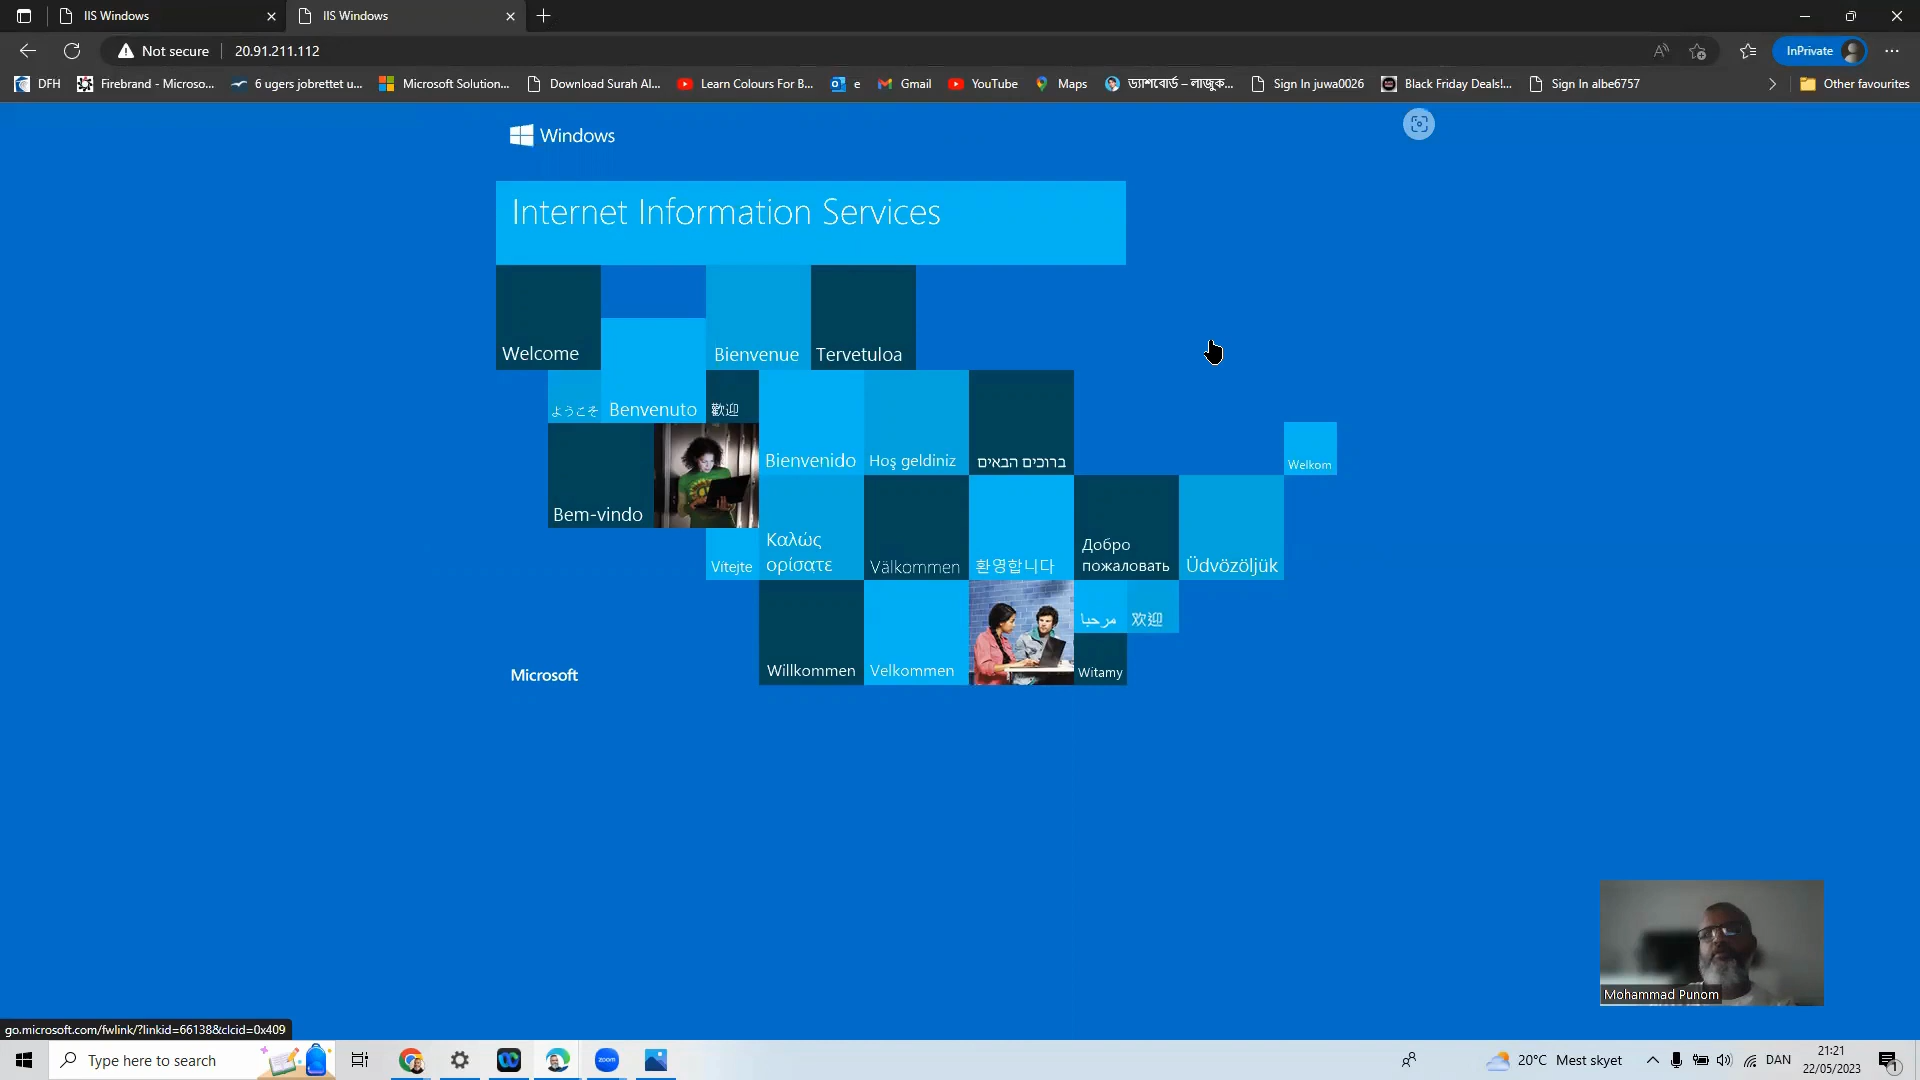 IIS Windows
IIS Windows
Not secure
20.91.211.112
InPrivate
DFH
Firebrand - Microso...
6 ugers jobrettet u...
Microsoft Solution...
Download Surah Al...
Learn Colours For B...
e
Gmail
YouTube
Maps
ড্যাশবোর্ড – লাজুক...
Sign In juwa0026
Black Friday Deals!...
Sign In albe6757
Other favourites
Windows
Internet Information Services
Welcome
Bienvenue
Tervetuloa
ようこそ
Benvenuto
歡迎
Bienvenido
Hoş geldiniz
ברוכים הבאים
Welkom
Bem-vindo
Vítejte
Καλώς
ορίσατε
Välkommen
환영합니다
Добро
пожаловать
Üdvözöljük
مرحبا
欢迎
Microsoft
Willkommen
Velkommen
Witamy
Mohammad Punom
go.microsoft.com/fwlink/?linkid=66138&clcid=0x409
Type here to search
zoom
20°C Mest skyet
DAN
21:21
22/05/2023
1